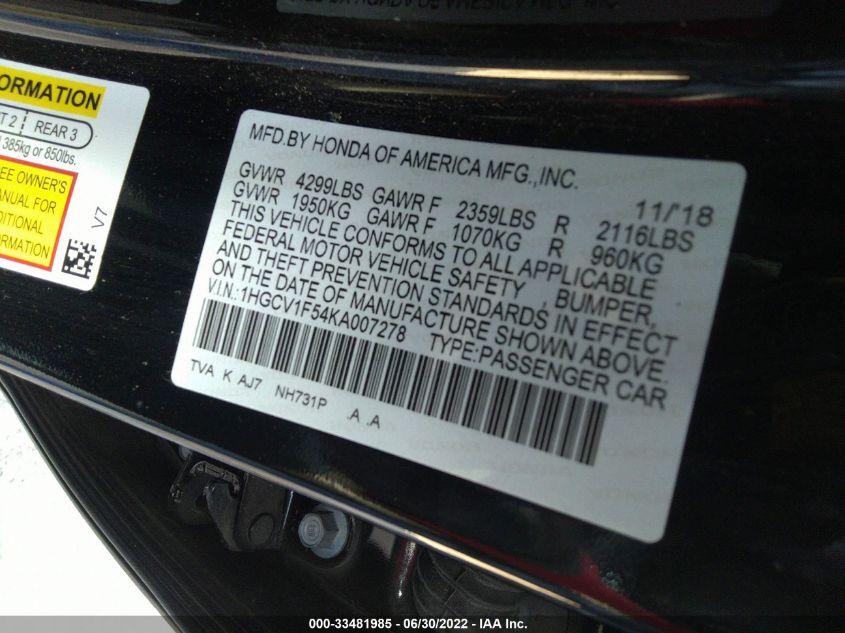 ORMATION
T 2 REAR 3
385kg or 850lbs.
EE OWNER'S
ANUAL FOR
DITIONAL
ORMATION
V7
MFD.BY HONDA OF AMERICA MFG.,INC.
11/'18
GVWR 4299LBS GAWR F 2359LBS R 2116LBS
GVWR 1950KG GAWR F 1070KG R 960KG
THIS VEHICLE CONFORMS TO ALL APPLICABLE
FEDERAL MOTOR VEHICLE SAFETY , BUMPER,
AND THEFT PREVENTION STANDARDS IN EFFECT
ON THE DATE OF MANUFACTURE SHOWN ABOVE.
V.I.N.:1HGCV1F54KA007278 TYPE:PASSENGER CAR
TVA K AJ7 NH731P .A .A
000-33481985 — 06/30/2022 — IAA Inc.